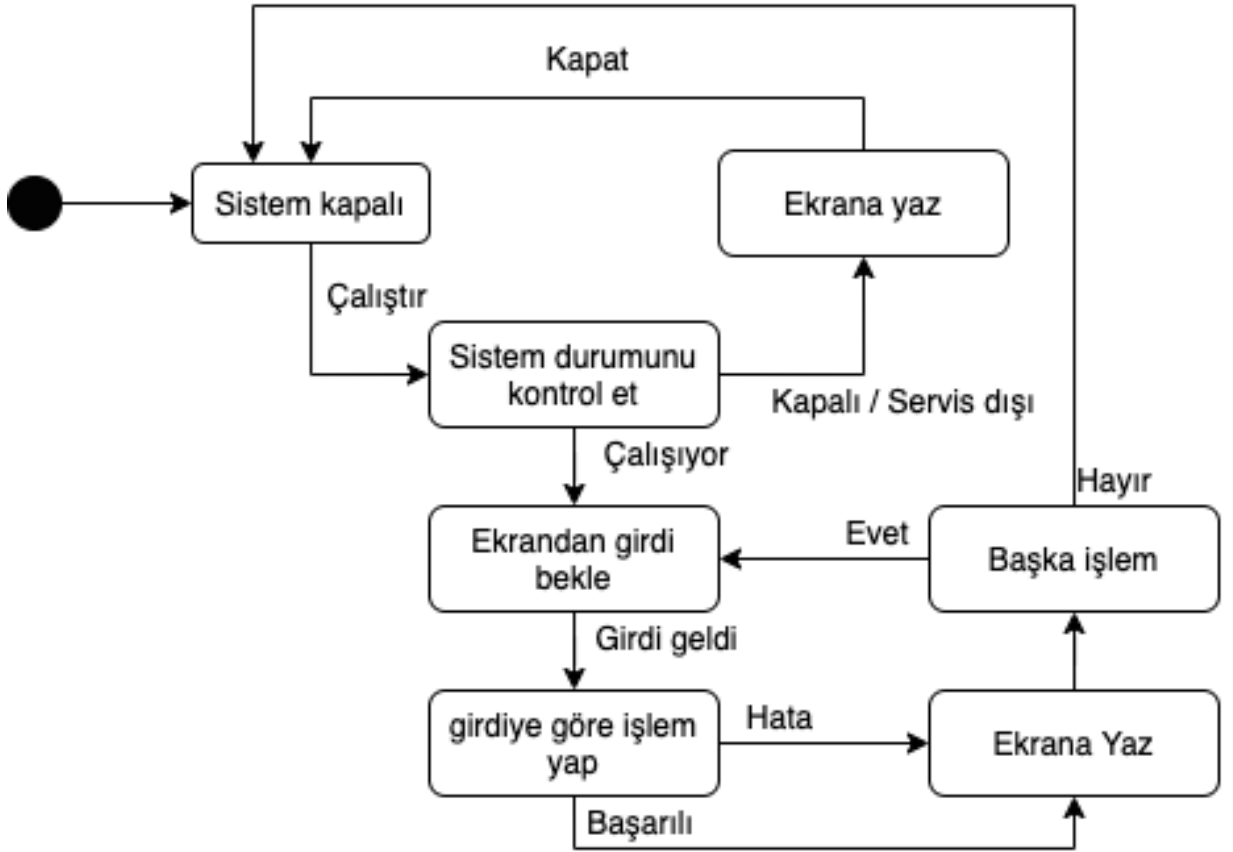 Kapat
Sistem kapalı
Ekrana yaz
Çalıştır
Sistem durumunu
kontrol et
Kapalı / Servis dışı
Çalışıyor
Hayır
Ekrandan girdi
bekle
Evet
Başka işlem
Girdi geldi
girdiye göre işlem
yap
Hata
Ekrana Yaz
Başarılı